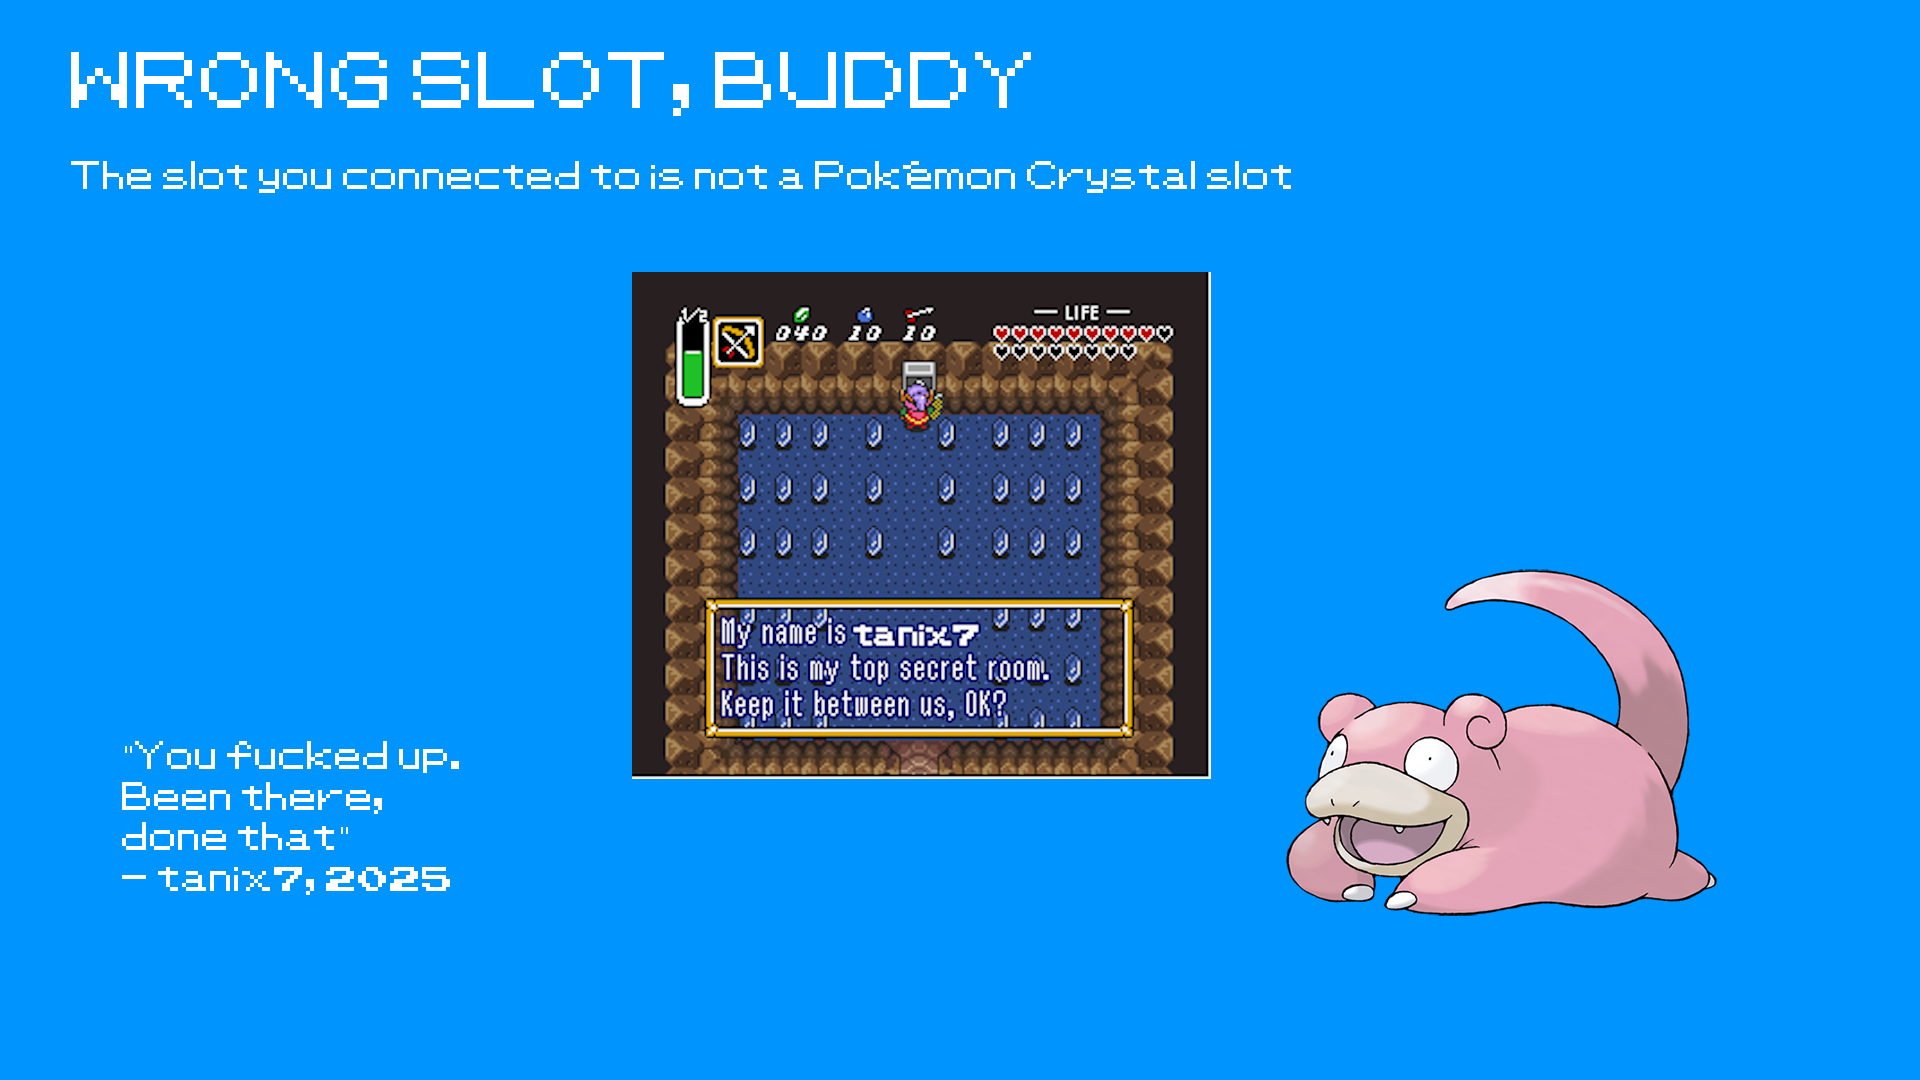 WRONG SLOT, BUDDY
The slot you connected to is not a Pokémon Crystal slot
1/2
040 10 10
— LIFE —
My name is tanix7
This is my top secret room.
Keep it between us, OK?
"You fucked up.
Been there,
done that"
- tanix7, 2025